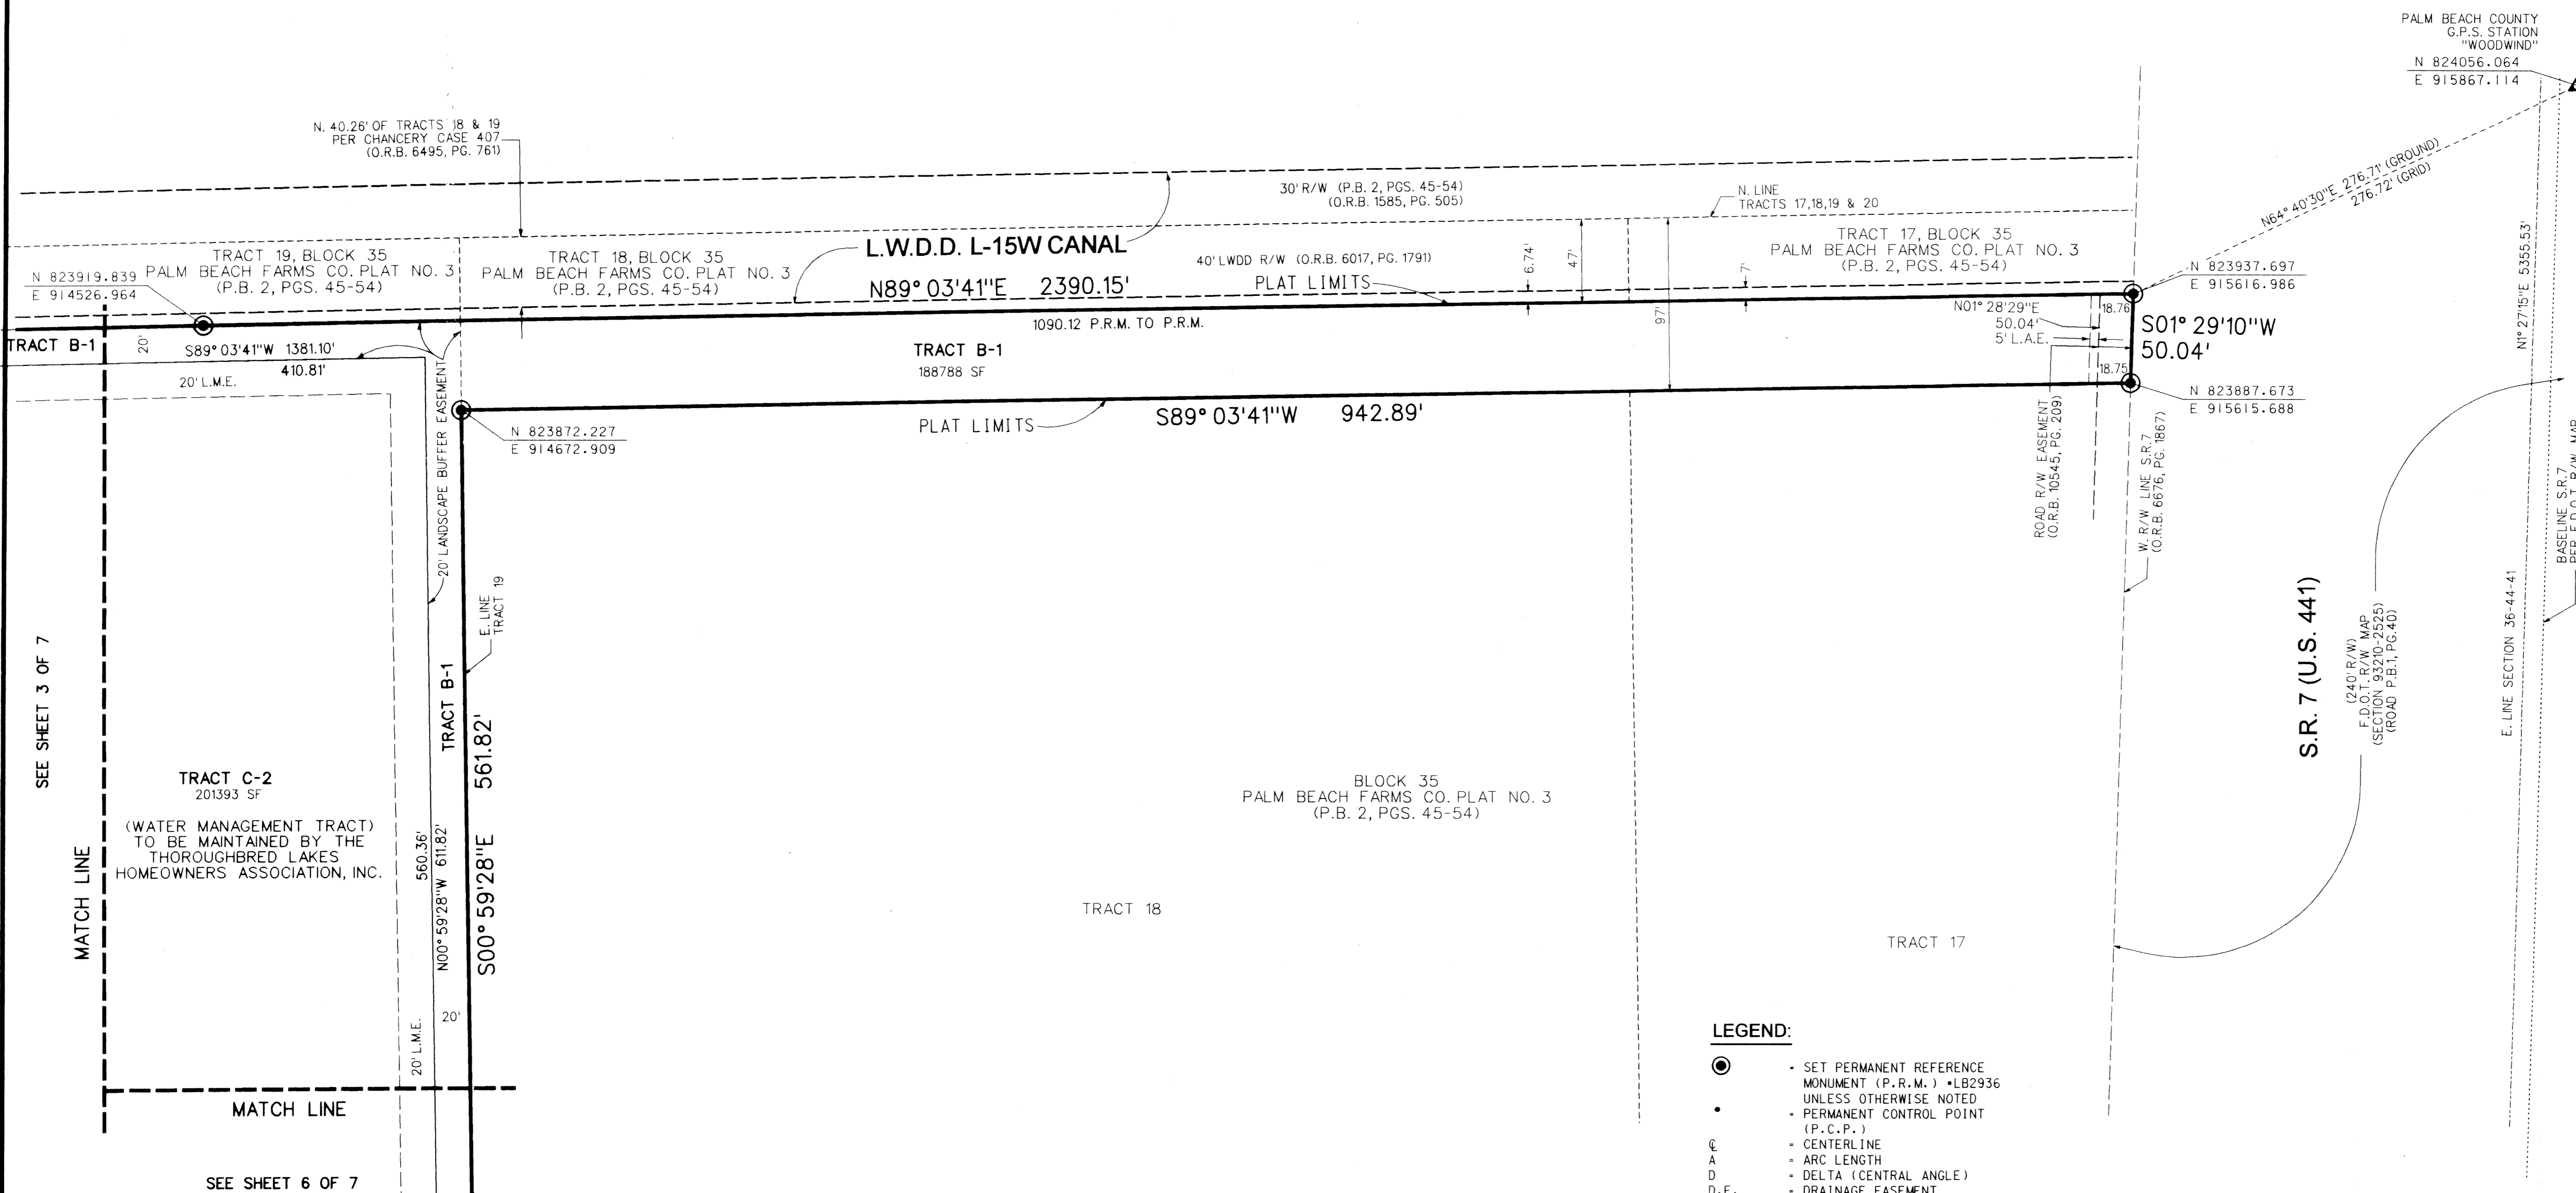 PALM BEACH COUNTY
G.P.S. STATION
"WOODWIND"
N 824056.064
E 915867.114
N. 40.26' OF TRACTS 18 & 19
PER CHANCERY CASE 407
(O.R.B. 6495, PG. 761)
30' R/W (P.B. 2, PGS. 45-54)
(O.R.B. 1585, PG. 505)
N. LINE
TRACTS 17,18,19 & 20
N64° 40'30"E 276.71' (GROUND)
276.72' (GRID)
N 823919.839
E 914526.964
TRACT 19, BLOCK 35
PALM BEACH FARMS CO. PLAT NO. 3
(P.B. 2, PGS. 45-54)
TRACT 18, BLOCK 35
PALM BEACH FARMS CO. PLAT NO. 3
(P.B. 2, PGS. 45-54)
L.W.D.D. L-15W CANAL
N89° 03'41"E 2390.15'
40' LWDD R/W (O.R.B. 6017, PG. 1791)
PLAT LIMITS
6.74'
47'
97'
7'
TRACT 17, BLOCK 35
PALM BEACH FARMS CO. PLAT NO. 3
(P.B. 2, PGS. 45-54)
N 823937.697
E 915616.986
N1° 27'15"E 5355.53'
TRACT B-1
20'
S89° 03'41"W 1381.10'
410.81'
20' L.M.E.
1090.12 P.R.M. TO P.R.M.
TRACT B-1
188788 SF
N01° 28'29"E
50.04'
5' L.A.E.
18.76
18.75
S01° 29'10"W
50.04'
N 823887.673
E 915615.688
N 823872.227
E 914672.909
PLAT LIMITS
S89° 03'41"W 942.89'
20' LANDSCAPE BUFFER EASEMENT
ROAD R/W EASEMENT
(O.R.B. 10545, PG. 209)
W. R/W LINE S.R.7
(O.R.B. 6676, PG. 1867)
BASELINE S.R.7
PER F.D.O.T. R/W MAP
E. LINE
TRACT 19
SEE SHEET 3 OF 7
MATCH LINE
TRACT C-2
201393 SF
(WATER MANAGEMENT TRACT)
TO BE MAINTAINED BY THE
THOROUGHBRED LAKES
HOMEOWNERS ASSOCIATION, INC.
560.36'
N00° 59'28"W 611.82'
TRACT B-1
S00° 59'28"E 561.82'
20' L.M.E.
20'
BLOCK 35
PALM BEACH FARMS CO. PLAT NO. 3
(P.B. 2, PGS. 45-54)
TRACT 18
TRACT 17
S.R. 7 (U.S. 441)
(240' R/W)
F.D.O.T. R/W MAP
(SECTION 93210-2525)
(ROAD P.B.1, PG.40)
E. LINE SECTION 36-44-41
MATCH LINE
SEE SHEET 6 OF 7
LEGEND:
= SET PERMANENT REFERENCE
MONUMENT (P.R.M.) •LB2936
UNLESS OTHERWISE NOTED
= PERMANENT CONTROL POINT
(P.C.P.)
℄ = CENTERLINE
A = ARC LENGTH
D = DELTA (CENTRAL ANGLE)
D.E. = DRAINAGE EASEMENT